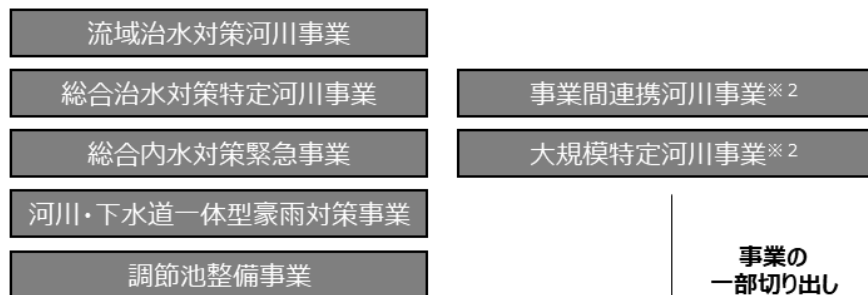 流域治水対策河川事業
総合治水対策特定河川事業
総合内水対策緊急事業
河川・下水道一体型豪雨対策事業
調節池整備事業
事業間連携河川事業※2
大規模特定河川事業※2
事業の
一部切り出し